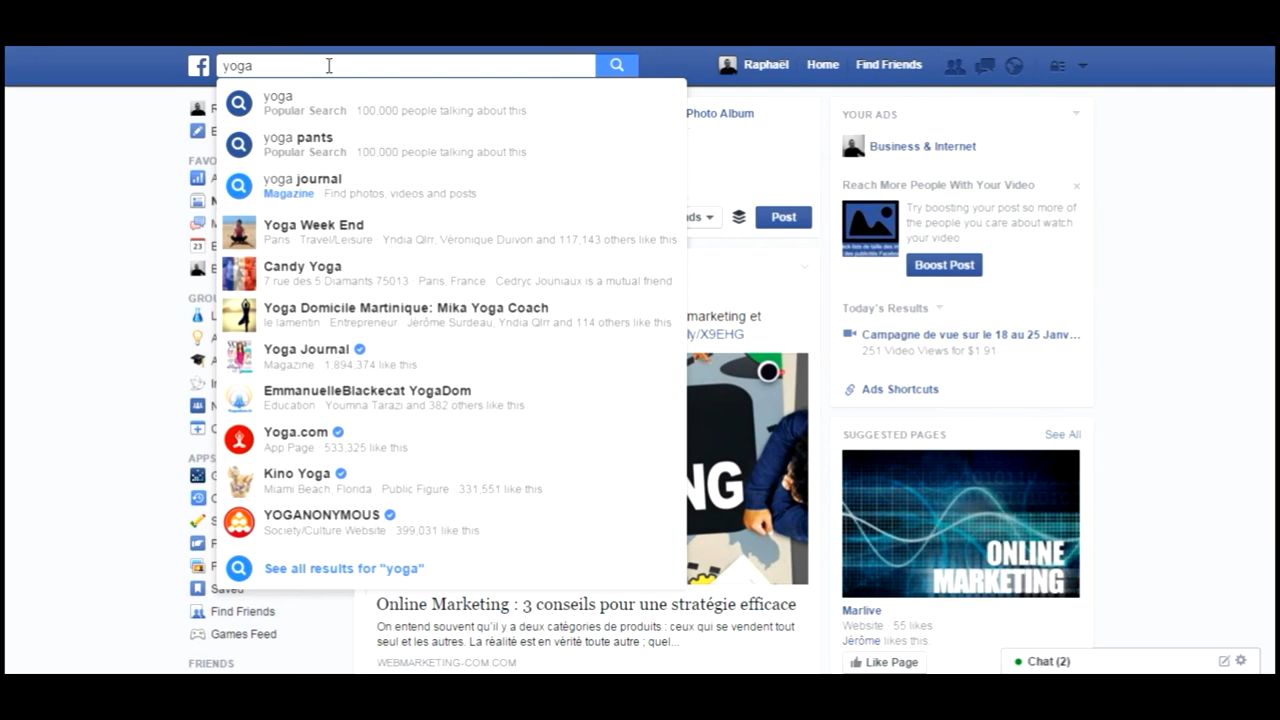 yoga
Raphaël Home Find Friends
yoga
Popular Search 100,000 people talking about this
yoga pants
Popular Search 100,000 people talking about this
yoga journal
Magazine Find photos, videos and posts
Yoga Week End
Paris Travel/Leisure Yndia Qlrr, Véronique Duivon and 117,143 others like this
Candy Yoga
7 rue des 5 Diamants 75013 Paris, France Cedryc Jouniaux is a mutual friend
Yoga Domicile Martinique: Mika Yoga Coach
le lamentin Entrepreneur Jerôme Surdeau, Yndia Qlrr and 114 others like this
Yoga Journal
Magazine 1,894,374 like this
EmmanuelleBlackecat YogaDom
Education Youmna Tarazi and 382 others like this
Yoga.com
App Page 533,325 like this
Kino Yoga
Miami Beach, Florida Public Figure 331,551 like this
YOGANONYMOUS
Society/Culture Website 399,031 like this
See all results for "yoga"
FAVO
23
GROU
APPS
Saved
Find Friends
Games Feed
FRIENDS
Photo Album
nds
Post
marketing et
ly/X9EHG
NG
Online Marketing : 3 conseils pour une stratégie efficace
On entend souvent qu'il y a deux catégories de produits : ceux qui se vendent tout
seul et les autres. La réalité est en vérité toute autre ; quel...
WEBMARKETING-COM.COM
YOUR ADS
Business & Internet
Reach More People With Your Video
Try boosting your post so more of
the people you care about watch
your video
Boost Post
Today's Results
Campagne de vue sur le 18 au 25 Janv...
251 Video Views for $1.91
Ads Shortcuts
SUGGESTED PAGES See All
ONLINE
MARKETING
Marlive
Website 55 likes
Jérôme likes this.
Like Page
Chat (2)